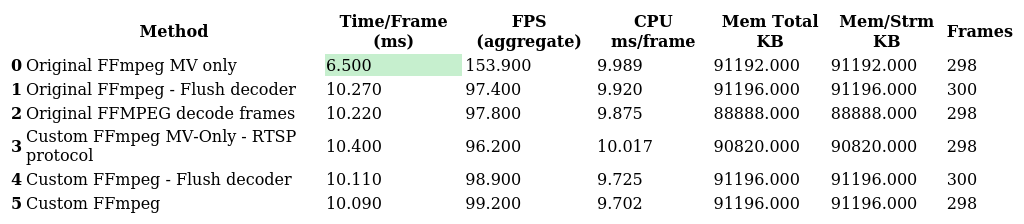 Method Time/Frame (ms) FPS (aggregate) CPU ms/frame Mem Total KB Mem/Strm KB Frames
0 Original FFmpeg MV only 6.500 153.900 9.989 91192.000 91192.000 298
1 Original FFmpeg - Flush decoder 10.270 97.400 9.920 91196.000 91196.000 300
2 Original FFMPEG decode frames 10.220 97.800 9.875 88888.000 88888.000 298
3 Custom FFmpeg MV-Only - RTSP protocol 10.400 96.200 10.017 90820.000 90820.000 298
4 Custom FFmpeg - Flush decoder 10.110 98.900 9.725 91196.000 91196.000 300
5 Custom FFmpeg 10.090 99.200 9.702 91196.000 91196.000 298